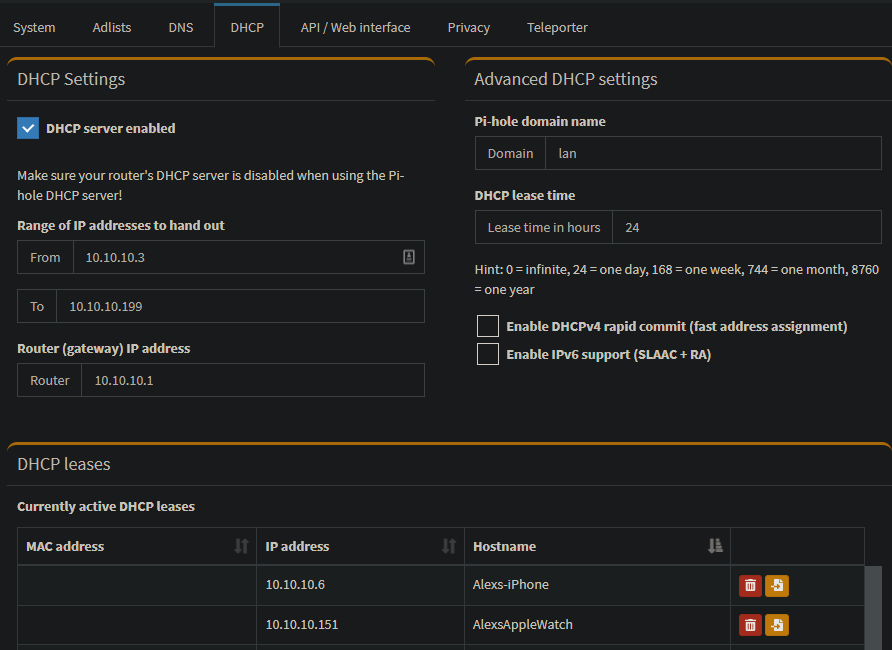 System Adlists DNS DHCP API / Web interface Privacy Teleporter
DHCP Settings
DHCP server enabled
Make sure your router's DHCP server is disabled when using the Pi-
hole DHCP server!
Range of IP addresses to hand out
From 10.10.10.3
To 10.10.10.199
Router (gateway) IP address
Router 10.10.10.1
Advanced DHCP settings
Pi-hole domain name
Domain lan
DHCP lease time
Lease time in hours 24
Hint: 0 = infinite, 24 = one day, 168 = one week, 744 = one month, 8760
= one year
Enable DHCPv4 rapid commit (fast address assignment)
Enable IPv6 support (SLAAC + RA)
DHCP leases
Currently active DHCP leases
MAC address IP address Hostname
10.10.10.6 Alexs-iPhone
10.10.10.151 AlexsAppleWatch